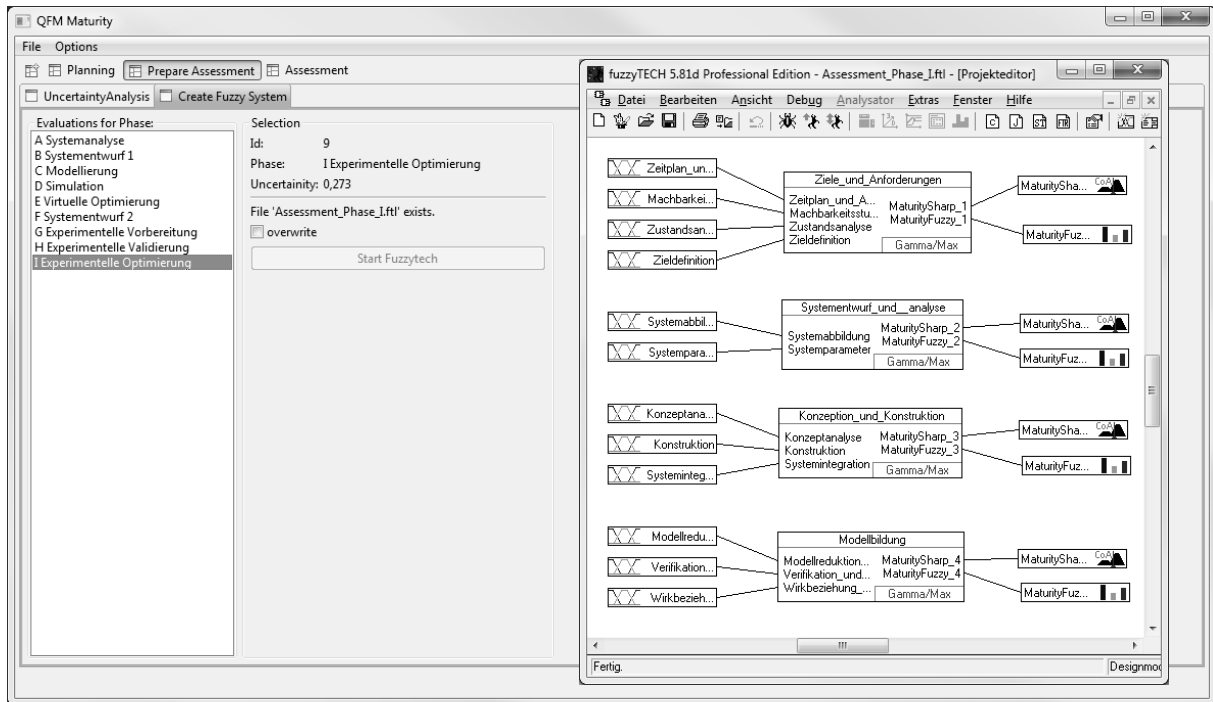 QFM Maturity
File Options
Planning Prepare Assessment Assessment
UncertaintyAnalysis Create Fuzzy System
Evaluations for Phase:
A Systemanalyse
B Systementwurf 1
C Modellierung
D Simulation
E Virtuelle Optimierung
F Systementwurf 2
G Experimentelle Vorbereitung
H Experimentelle Validierung
I Experimentelle Optimierung
Selection
Id: 9
Phase: I Experimentelle Optimierung
Uncertainity: 0,273
File 'Assessment_Phase_I.ftl' exists.
overwrite
Start Fuzzytech
fuzzyTECH 5.81d Professional Edition - Assessment_Phase_I.ftl - [Projekteditor]
Datei Bearbeiten Ansicht Debug Analysator Extras Fenster Hilfe
Zeitplan_un...
Machbarkei...
Zustandsan...
Zieldefinition
Ziele_und_Anforderungen
Zeitplan_und_A...
Machbarkeitsstu...
Zustandsanalyse
Zieldefinition
MaturitySharp_1
MaturityFuzzy_1
Gamma/Max
MaturitySha... CoA
MaturityFuz...
Systemabbil...
Systempara...
Systementwurf_und__analyse
Systemabbildung
Systemparameter
MaturitySharp_2
MaturityFuzzy_2
Gamma/Max
MaturitySha... CoA
MaturityFuz...
Konzeptana...
Konstruktion
Systeminteg...
Konzeption_und_Konstruktion
Konzeptanalyse
Konstruktion
Systemintegration
MaturitySharp_3
MaturityFuzzy_3
Gamma/Max
MaturitySha... CoA
MaturityFuz...
Modellredu...
Verifikation...
Wirkbezieh...
Modellbildung
Modellreduktion...
Verifikation_und...
Wirkbeziehung_...
MaturitySharp_4
MaturityFuzzy_4
Gamma/Max
MaturitySha... CoA
MaturityFuz...
Fertig.
Designmod